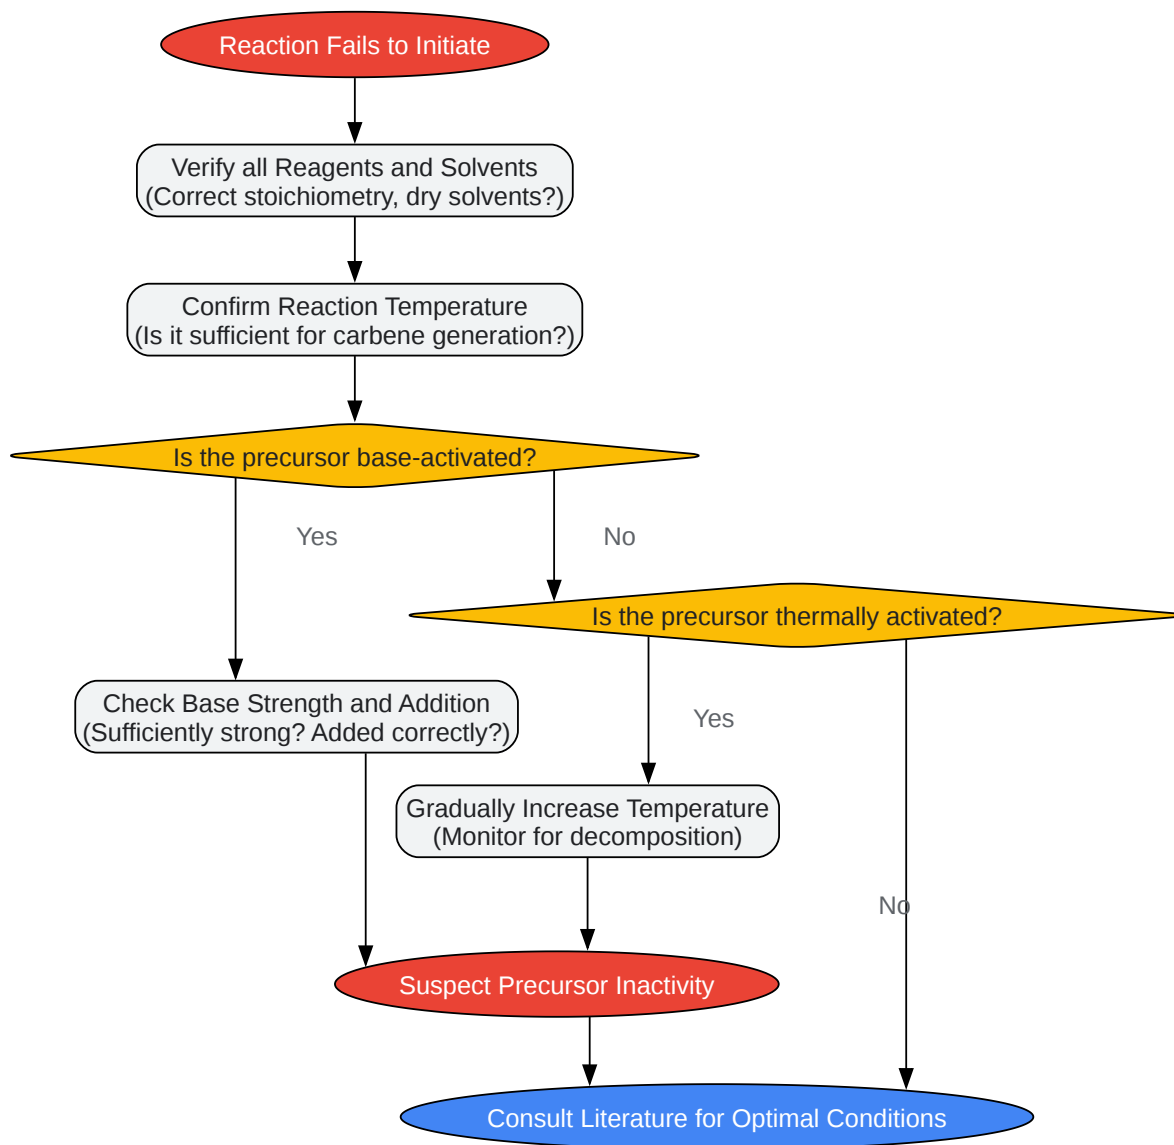 Reaction Fails to Initiate
Verify all Reagents and Solvents
(Correct stoichiometry, dry solvents?)
Confirm Reaction Temperature
(Is it sufficient for carbene generation?)
Is the precursor base-activated?
Yes
No
Is the precursor thermally activated?
Check Base Strength and Addition
(Sufficiently strong? Added correctly?)
Yes
Gradually Increase Temperature
(Monitor for decomposition)
No
Suspect Precursor Inactivity
Consult Literature for Optimal Conditions